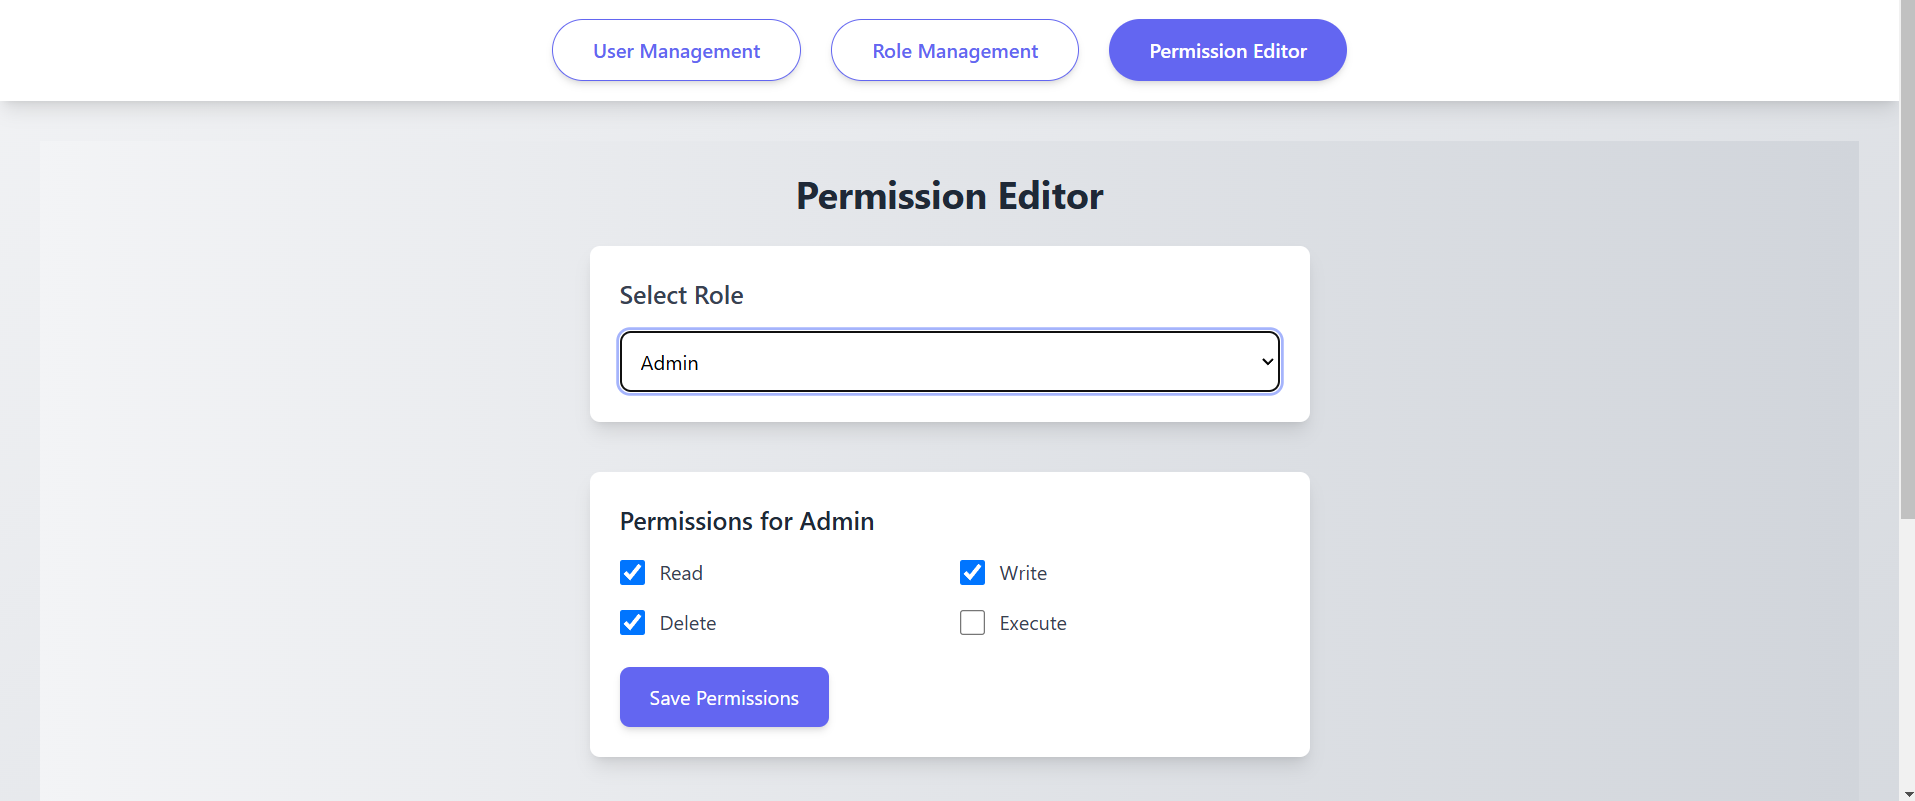 User Management
Role Management
Permission Editor
Permission Editor
Select Role
Admin
Permissions for Admin
Read
Write
Delete
Execute
Save Permissions